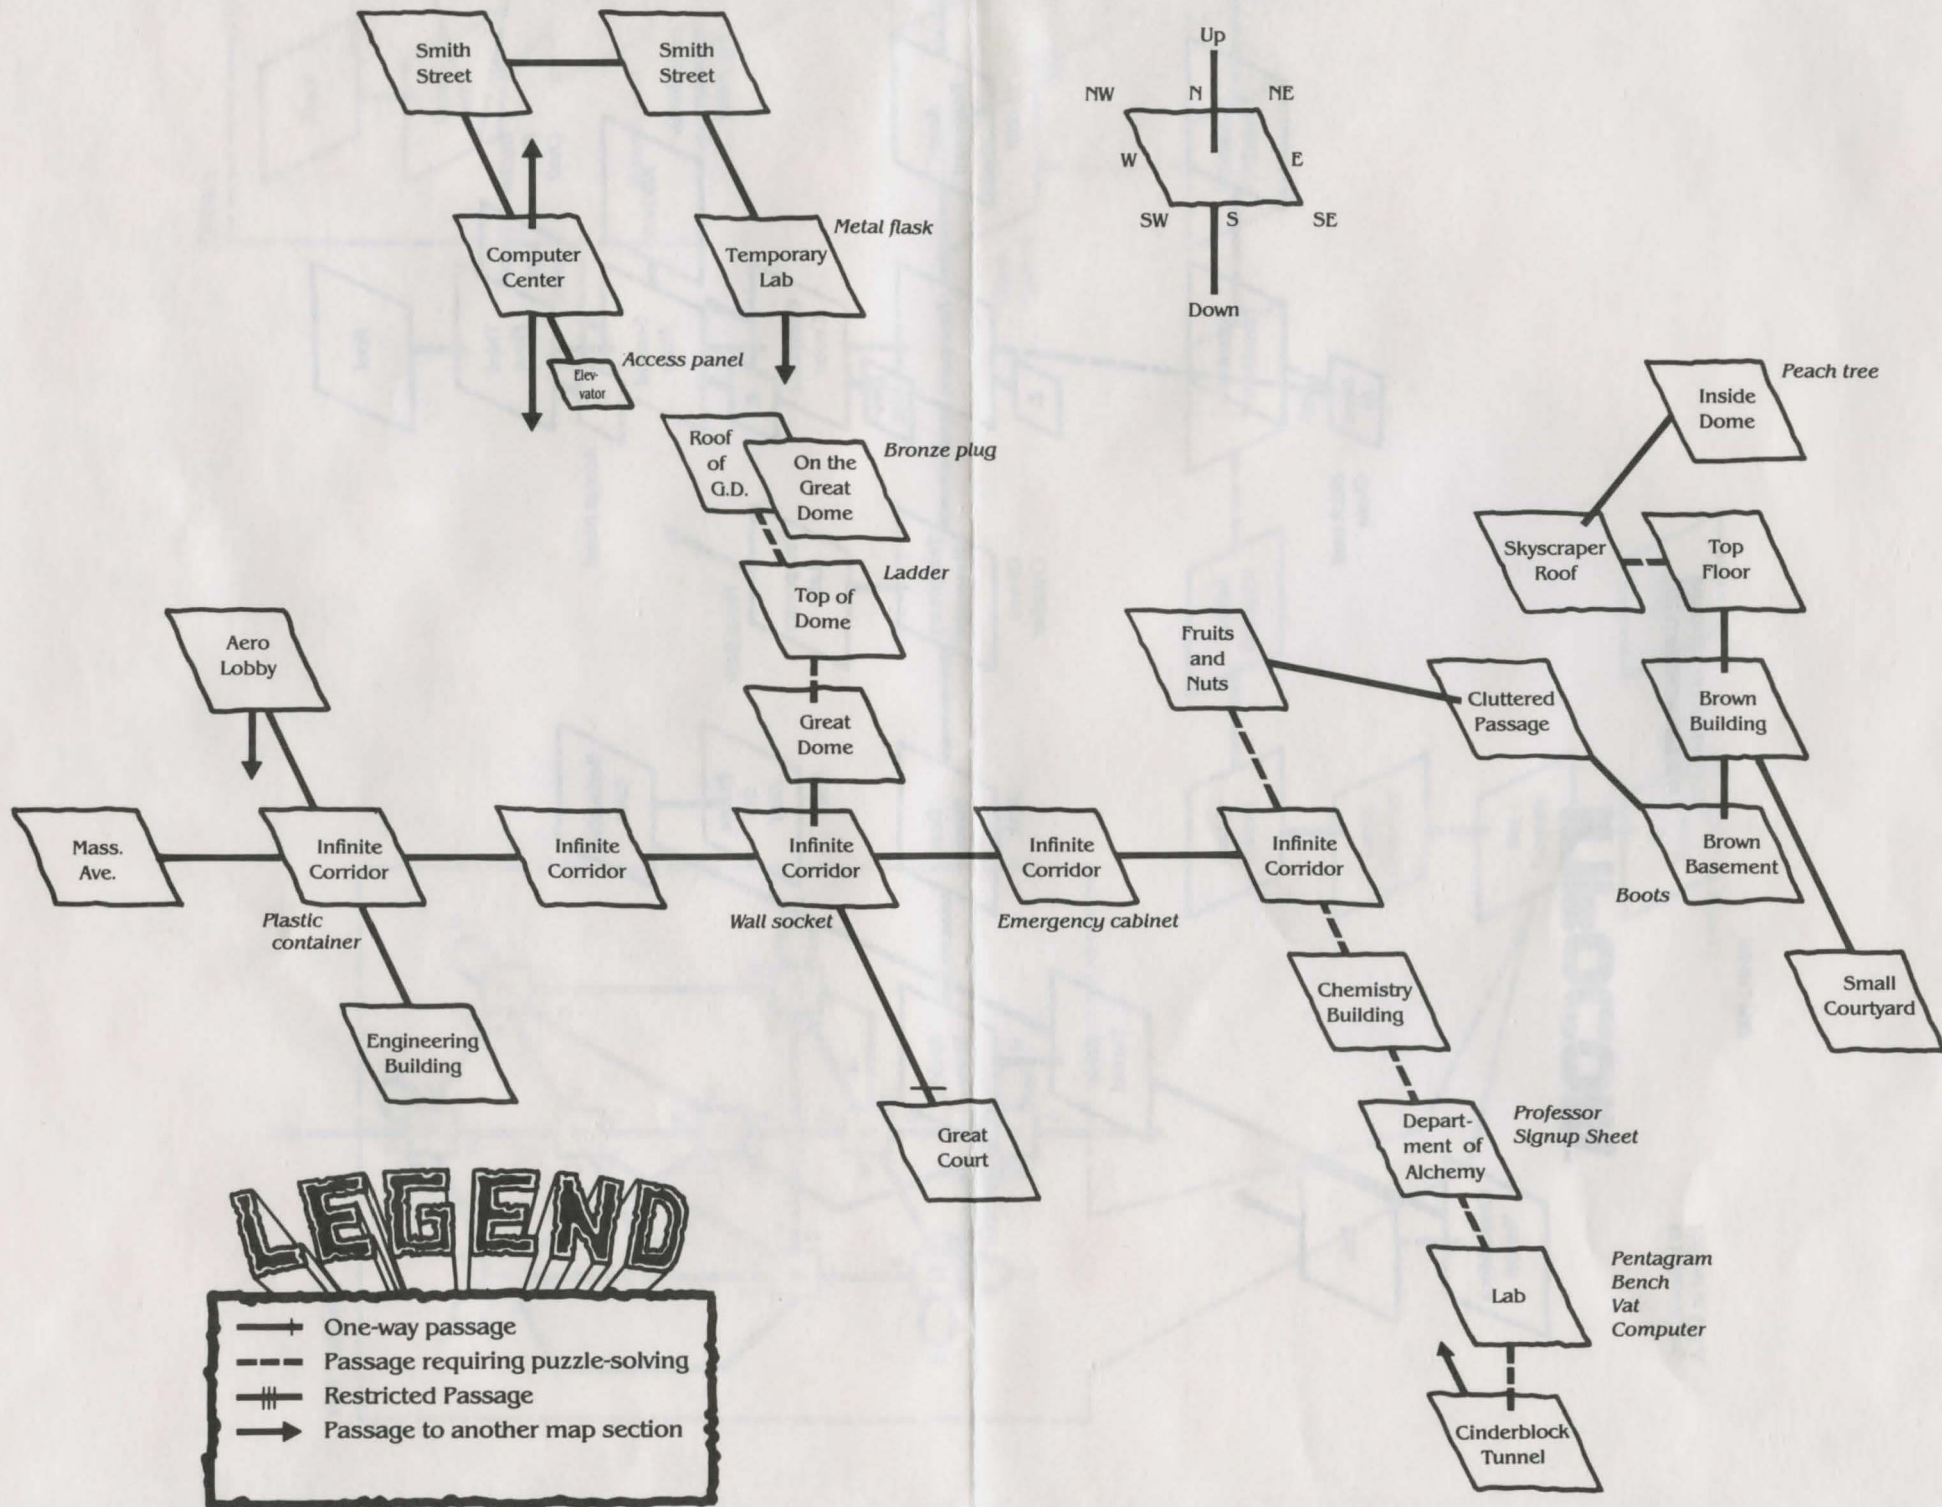 Smith
Street
Smith
Street
Up
NW
N
NE
W
E
SW
S
SE
Down
Computer
Center
Temporary
Lab
Metal flask
Elev-
vator
Access panel
Roof
of
G.D.
On the
Great
Dome
Bronze plug
Inside
Dome
Peach tree
Skyscraper
Roof
Top
Floor
Top of
Dome
Ladder
Aero
Lobby
Fruits
and
Nuts
Cluttered
Passage
Brown
Building
Great
Dome
Mass.
Ave.
Infinite
Corridor
Infinite
Corridor
Infinite
Corridor
Infinite
Corridor
Infinite
Corridor
Brown
Basement
Boots
Plastic
container
Wall socket
Emergency cabinet
Chemistry
Building
Small
Courtyard
Engineering
Building
Great
Court
Depart-
ment of
Alchemy
Professor
Signup Sheet
Lab
Pentagram
Bench
Vat
Computer
Cinderblock
Tunnel
LEGEND
One-way passage
Passage requiring puzzle-solving
Restricted Passage
Passage to another map section